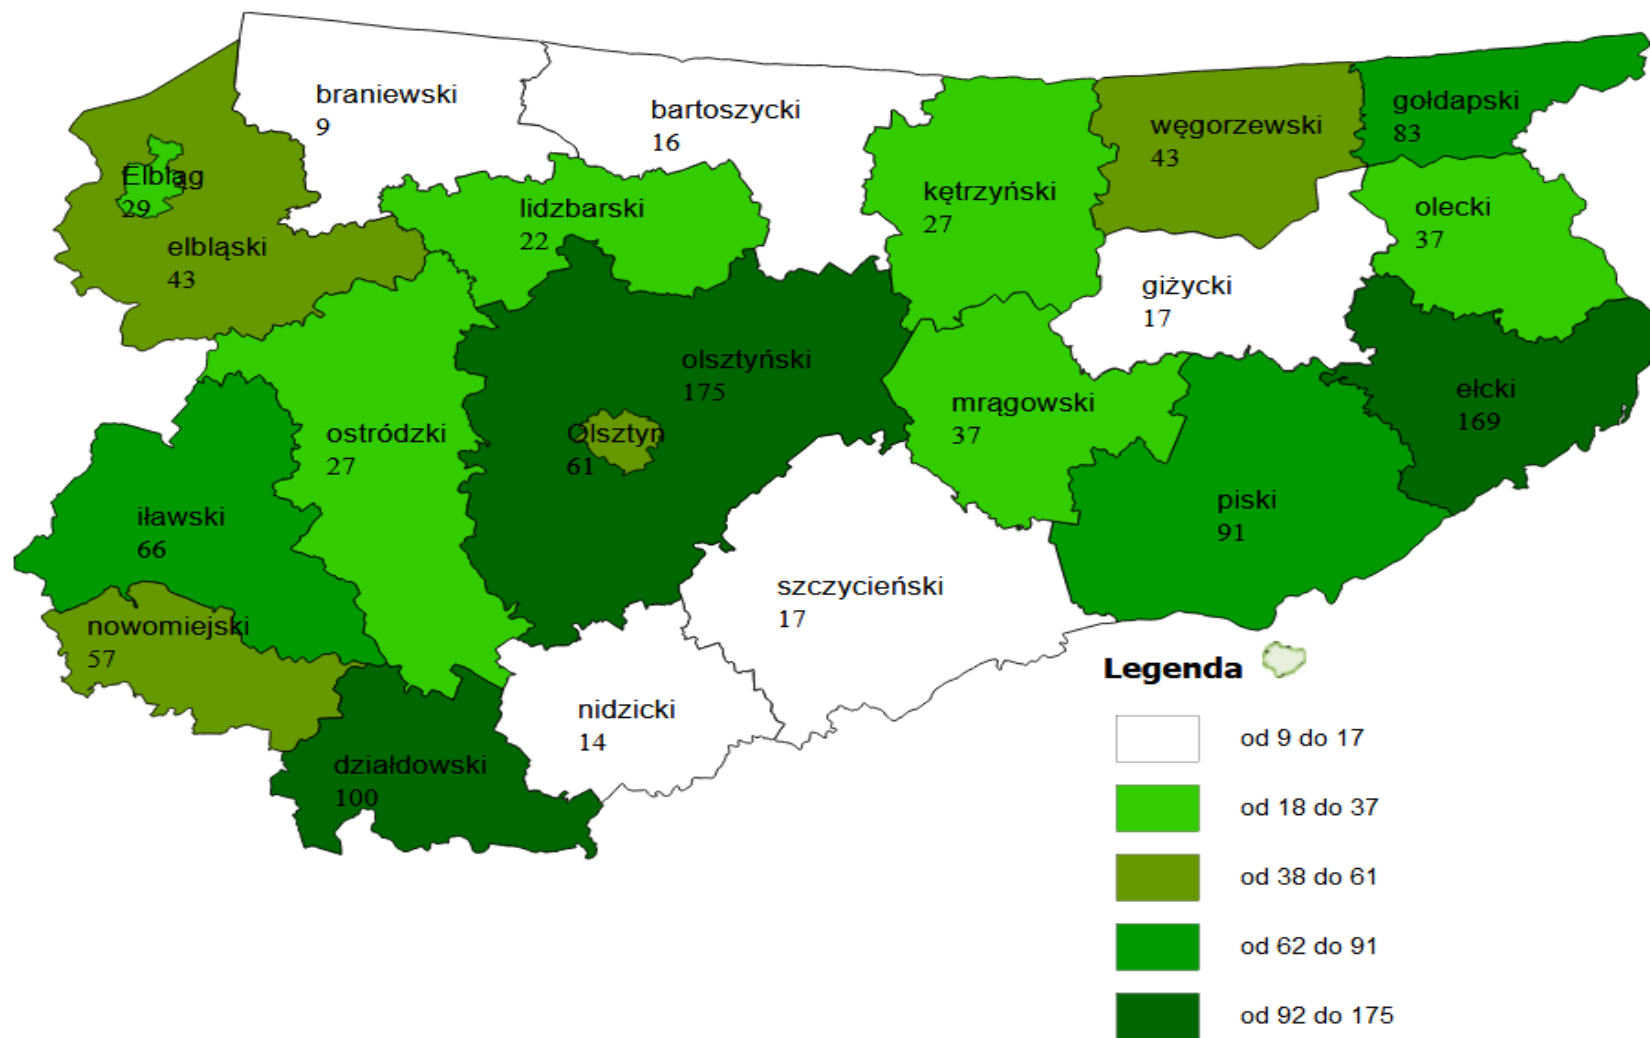 braniewski
9
bartoszycki
16
węgorzewski
43
gołdapski
83
Elbląg
29
lidzbarski
22
kętrzyński
27
olecki
37
elbląski
43
giżycki
17
olsztyński
175
mrągowski
37
ełcki
169
ostródzki
27
Olsztyn
61
iławski
66
piski
91
szczycieński
17
nowomiejski
57
nidzicki
14
działdowski
100
Legenda
od 9 do 17
od 18 do 37
od 38 do 61
od 62 do 91
od 92 do 175